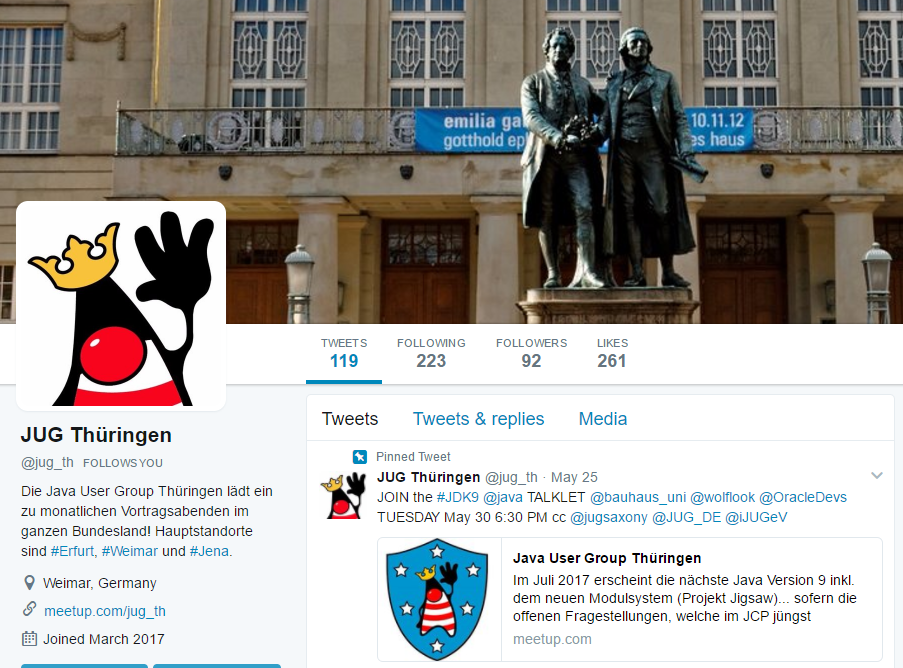 emilia ga
gotthold ep
10.11.12
es haus
TWEETS
119
FOLLOWING
223
FOLLOWERS
92
LIKES
261
JUG Thüringen
@jug_th FOLLOWS YOU
Die Java User Group Thüringen lädt ein
zu monatlichen Vortragsabenden im
ganzen Bundesland! Hauptstandorte
sind #Erfurt, #Weimar und #Jena.
Weimar, Germany
meetup.com/jug_th
Joined March 2017
Tweets
Tweets & replies
Media
Pinned Tweet
JUG Thüringen @jug_th · May 25
JOIN the #JDK9 @java TALKLET @bauhaus_uni @wolflook @OracleDevs
TUESDAY May 30 6:30 PM cc @jugsaxony @JUG_DE @iJUGeV
Java User Group Thüringen
Im Juli 2017 erscheint die nächste Java Version 9 inkl.
dem neuen Modulsystem (Projekt Jigsaw)... sofern die
offenen Fragestellungen, welche im JCP jüngst
meetup.com